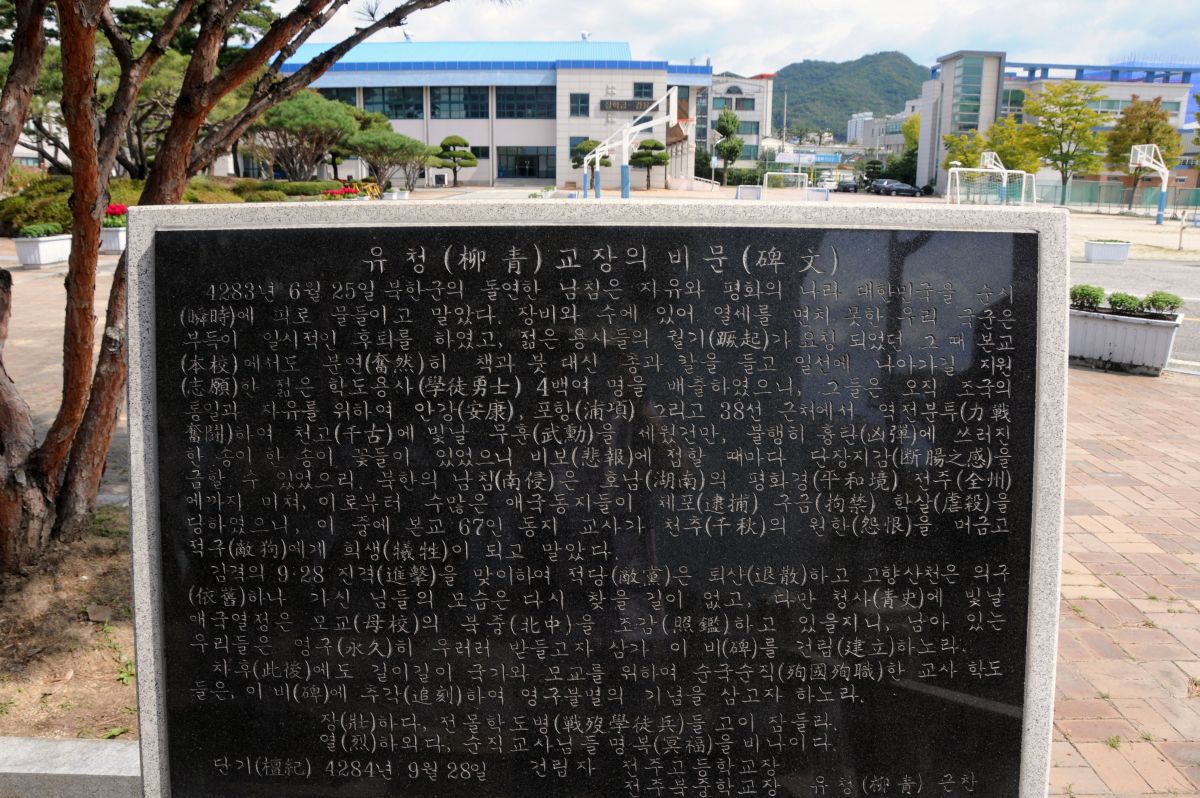 유청(柳靑)교장의 비문(碑文)
4283년 6월 25일 북한군의 돌연한 남침은 자유와 평화의 나라 대한민국을 순시
(瞬時)에 피로 물들이고 말았다. 장비와 수에 있어 열세를 면치 못한 우리 국군은
부득이 일시적인 후퇴를 하였고, 젊은 용사들의 궐기(蹶起)가 요청 되었던 그 때 본교
(本校)에서도 분연(奮然)히 책과 붓 대신 총과 칼을 들고 일선에 나아가길 지원
(志願)한 젊은 학도용사(學徒勇士) 4백여 명을 배출하였으니, 그들은 오직 조국의
통일과 자유를 위하여 안강(安康), 포항(浦項) 그리고 38선 근처에서 역전분투(力戰
奮鬪)하여 천고(千古)에 빛날 무훈(武勳)을 세웠건만, 불행히 흉탄(凶彈)에 쓰러진
한 송이 한 송이 꽃들이 있었으니 비보(悲報)에 접할 때마다 단장지감(断腸之感)을
금할 수 있었으리. 북한의 남침(南侵)은 호남(湖南)의 평화경(平和境) 전주(全州)
에까지 미쳐, 이로부터 수많은 애국동지들이 체포(逮捕) 구금(拘禁) 학살(虐殺)을
당하였으니, 이 중에 본교 67인 동지 교사가 천추(千秋)의 원한(怨恨)을 머금고
적구(敵狗)에게 희생(犧牲)이 되고 말았다.
감격의 9·28 진격(進擊)을 맞이하여 적당(敵黨)은 퇴산(退散)하고 고향산천은 의구
(依舊)하나 가신 님들의 모습은 다시 찾을 길이 없고, 다만 청사(靑史)에 빛날
애국열정은 모교(母校)의 북중(北中)을 조감(照鑑)하고 있을지니, 남아 있는
우리들은 영구(永久)히 우러러 받들고자 삼가 이 비(碑)를 건립(建立)하노라.
차후(此後)에도 길이길이 국가와 모교를 위하여 순국순직(殉國殉職)한 교사 학도
들은, 이 비(碑)에 추각(追刻)하여 영구불멸의 기념을 삼고자 하노라.
장(壯)하다, 전몰학도병(戰歿學徒兵)들 고이 잠들라.
열(烈)하외다, 순직교사님들 명복(冥福)을 비나이다.
단기(檀紀) 4284년 9월 28일 건립자 전주고등학교장
전주북중학교장 유청(柳靑) 근찬